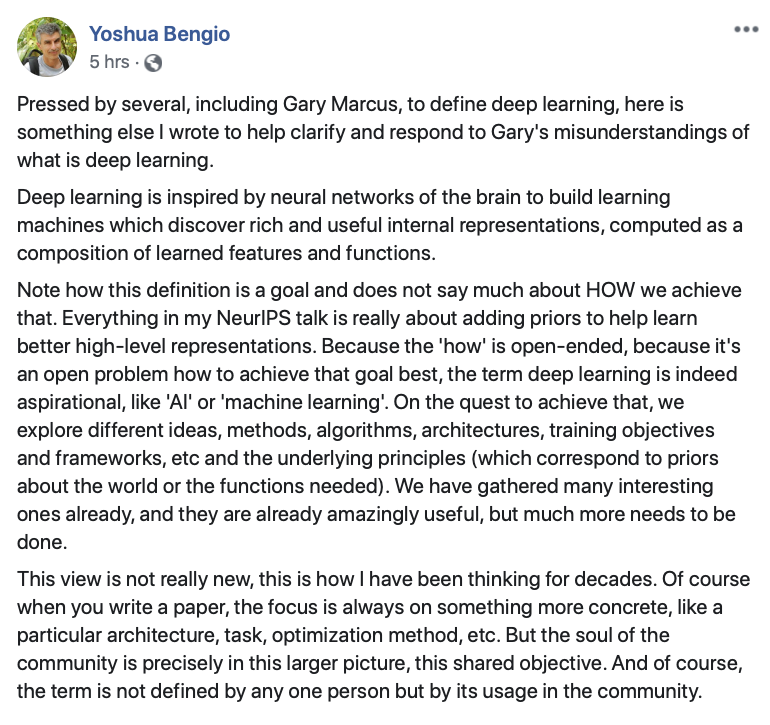 Yoshua Bengio
5 hrs ·
Pressed by several, including Gary Marcus, to define deep learning, here is
something else I wrote to help clarify and respond to Gary's misunderstandings of
what is deep learning.
Deep learning is inspired by neural networks of the brain to build learning
machines which discover rich and useful internal representations, computed as a
composition of learned features and functions.
Note how this definition is a goal and does not say much about HOW we achieve
that. Everything in my NeurIPS talk is really about adding priors to help learn
better high-level representations. Because the 'how' is open-ended, because it's
an open problem how to achieve that goal best, the term deep learning is indeed
aspirational, like 'AI' or 'machine learning'. On the quest to achieve that, we
explore different ideas, methods, algorithms, architectures, training objectives
and frameworks, etc and the underlying principles (which correspond to priors
about the world or the functions needed). We have gathered many interesting
ones already, and they are already amazingly useful, but much more needs to be
done.
This view is not really new, this is how I have been thinking for decades. Of course
when you write a paper, the focus is always on something more concrete, like a
particular architecture, task, optimization method, etc. But the soul of the
community is precisely in this larger picture, this shared objective. And of course,
the term is not defined by any one person but by its usage in the community.